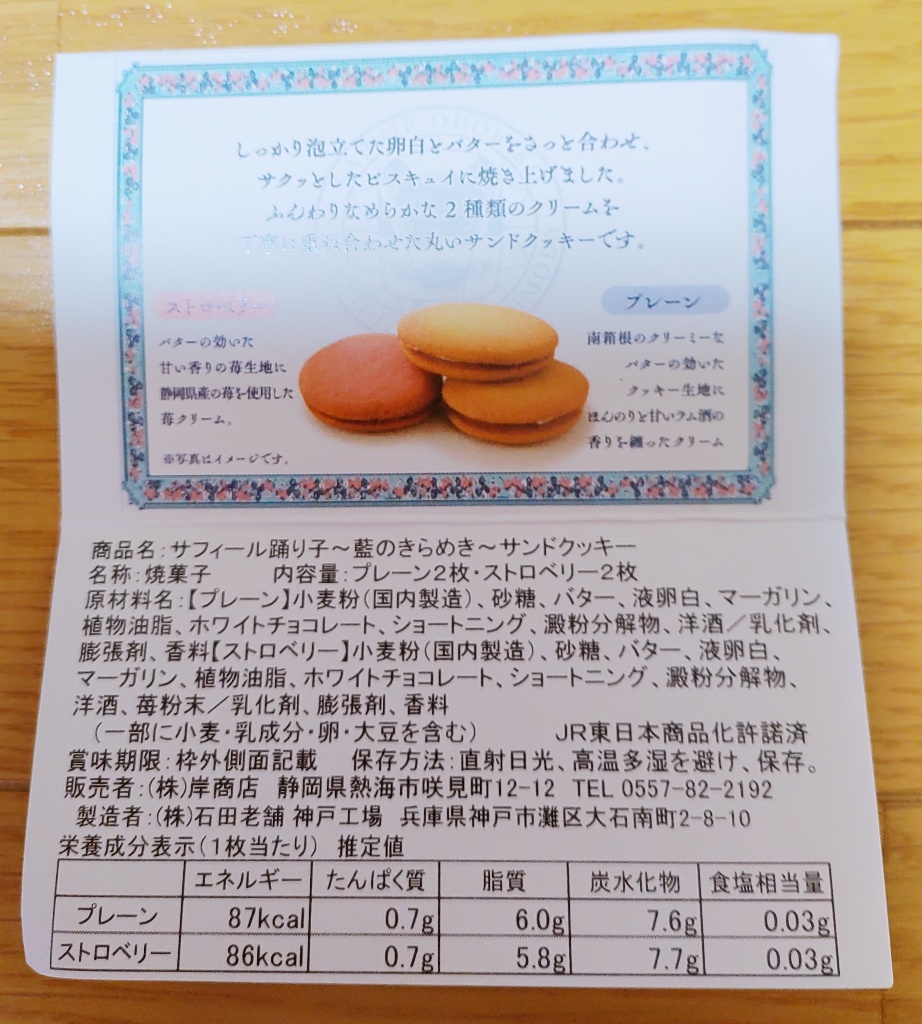 しっかり泡立てた卵白とバターをさっと合わせ、
サクッとしたビスキュイに焼き上げました。
ふんわりなめらかな2種類のクリームを
丁寧に重ね合わせた丸いサンドクッキーです。
ストロベリー
バターの効いた
甘い香りの苺生地に
静岡県産の苺を使用した
苺クリーム。
※写真はイメージです。
プレーン
南箱根のクリーミーな
バターの効いた
クッキー生地に
ほんのりと甘いラム酒の
香りを纏ったクリーム
商品名:サフィール踊り子～藍のきらめき～サンドクッキー
名称:焼菓子 内容量:プレーン2枚・ストロベリー2枚
原材料名:【プレーン】小麦粉(国内製造)、砂糖、バター、液卵白、マーガリン、
植物油脂、ホワイトチョコレート、ショートニング、澱粉分解物、洋酒／乳化剤、
膨張剤、香料【ストロベリー】小麦粉(国内製造)、砂糖、バター、液卵白、
マーガリン、植物油脂、ホワイトチョコレート、ショートニング、澱粉分解物、
洋酒、苺粉末／乳化剤、膨張剤、香料
(一部に小麦・乳成分・卵・大豆を含む) JR東日本商品化許諾済
賞味期限:枠外側面記載 保存方法:直射日光、高温多湿を避け、保存。
販売者:(株)岸商店 静岡県熱海市咲見町12-12 TEL 0557-82-2192
製造者:(株)石田老舗 神戸工場 兵庫県神戸市灘区大石南町2-8-10
栄養成分表示(1枚当たり) 推定値
エネルギー たんぱく質 脂質 炭水化物 食塩相当量
プレーン 87kcal 0.7g 6.0g 7.6g 0.03g
ストロベリー 86kcal 0.7g 5.8g 7.7g 0.03g